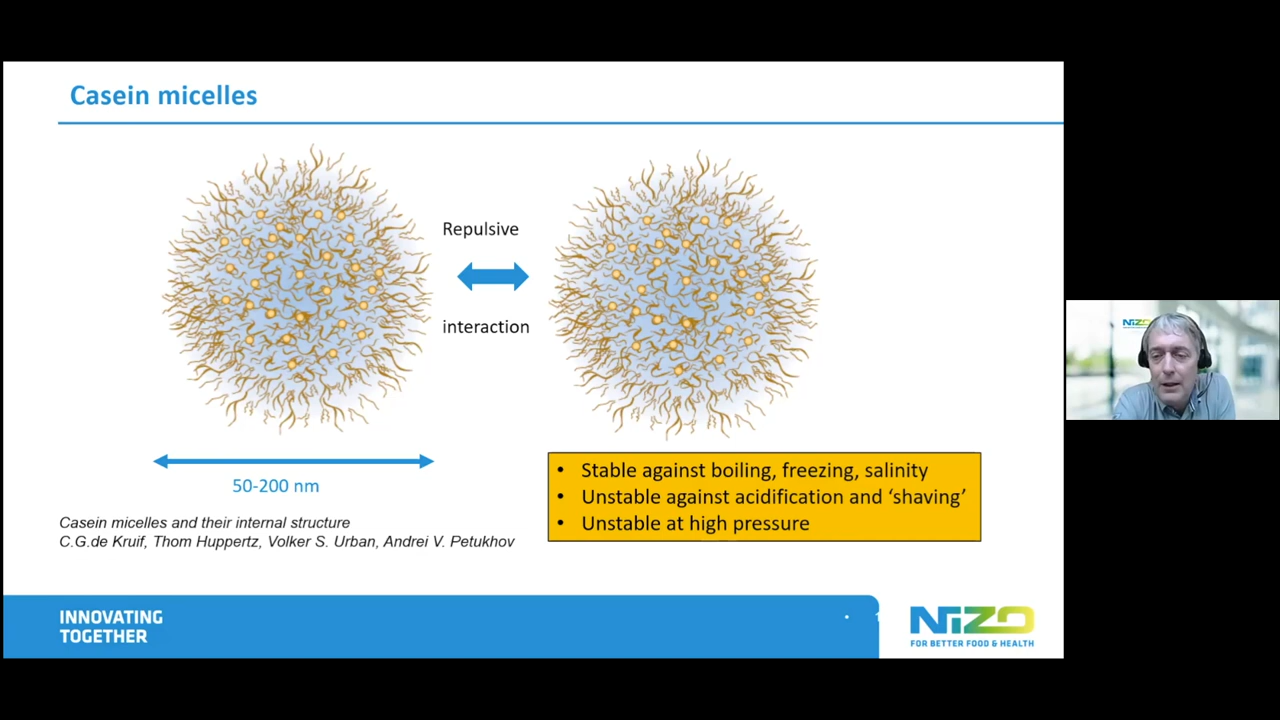 Casein micelles
Repulsive
interaction
50-200 nm
• Stable against boiling, freezing, salinity
• Unstable against acidification and ‘shaving’
• Unstable at high pressure
Casein micelles and their internal structure
C.G.de Kruif, Thom Huppertz, Volker S. Urban, Andrei V. Petukhov
INNOVATING
TOGETHER
NIZO
FOR BETTER FOOD & HEALTH
NIZO